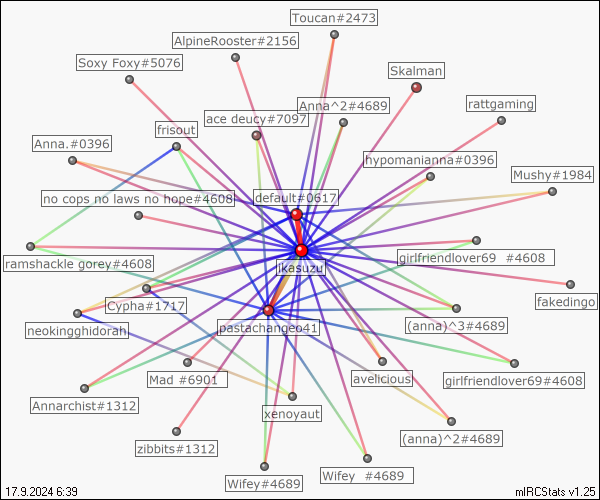 Toucan#2473
AlpineRooster#2156
Soxy Foxy#5076
Skalman
Anna^2#4689
rattgaming
ace deucy#7097
frisout
Anna.#0396
hypomanianna#0396
Mushy#1984
no cops no laws no hope#4608
default#0617
girlfriendlover69 #4608
ramshackle gorey#4608
jkasuzu
fakedingo
Cypha#1717
pastachangeo41
(anna)^3#4689
neokingghidorah
Mad #6901
avelicious
girlfriendlover69#4608
Annarchist#1312
xenoyaut
(anna)^2#4689
zibbits#1312
Wifey#4689
Wifey #4689
17.9.2024 6:39
mIRCStats v1.25